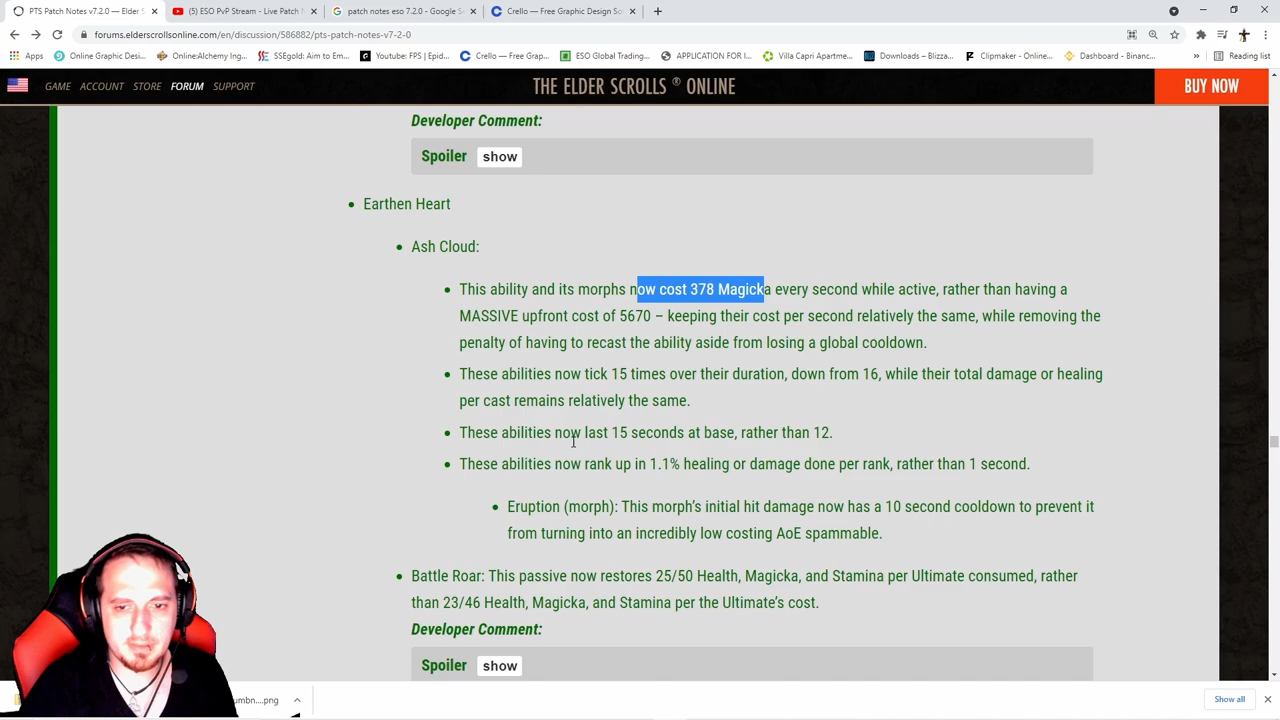 PTS Patch Notes v7.2.0 — Elder S
(5) ESO PvP Stream - Live Patch N
patch notes eso 7.2.0 - Google S
Crello — Free Graphic Design So
forums.elderscrollsonline.com/en/discussion/586882/pts-patch-notes-v7-2-0
Apps
Online Graphic Desi...
Online:Alchemy Ing...
SSEgold: Aim to Em...
Youtube: FPS | Epid...
Crello — Free Grap...
ESO Global Trading...
APPLICATION FOR I...
Villa Capri Apartme...
Downloads – Blizza...
Clipmaker - Online...
Dashboard - Binanc...
»
Reading list
GAME ACCOUNT STORE FORUM SUPPORT
THE ELDER SCROLLS ® ONLINE
BUY NOW
Developer Comment:
Spoiler show
Earthen Heart
Ash Cloud:
This ability and its morphs now cost 378 Magicka every second while active, rather than having a
MASSIVE upfront cost of 5670 – keeping their cost per second relatively the same, while removing the
penalty of having to recast the ability aside from losing a global cooldown.
These abilities now tick 15 times over their duration, down from 16, while their total damage or healing
per cast remains relatively the same.
These abilities now last 15 seconds at base, rather than 12.
These abilities now rank up in 1.1% healing or damage done per rank, rather than 1 second.
Eruption (morph): This morph's initial hit damage now has a 10 second cooldown to prevent it
from turning into an incredibly low costing AoE spammable.
Battle Roar: This passive now restores 25/50 Health, Magicka, and Stamina per Ultimate consumed, rather
than 23/46 Health, Magicka, and Stamina per the Ultimate's cost.
Developer Comment:
Spoiler show
umbn....png
Show all